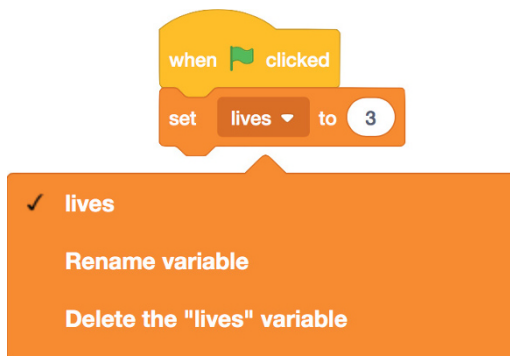 when clicked
set lives to 3
lives
Rename variable
Delete the "lives" variable